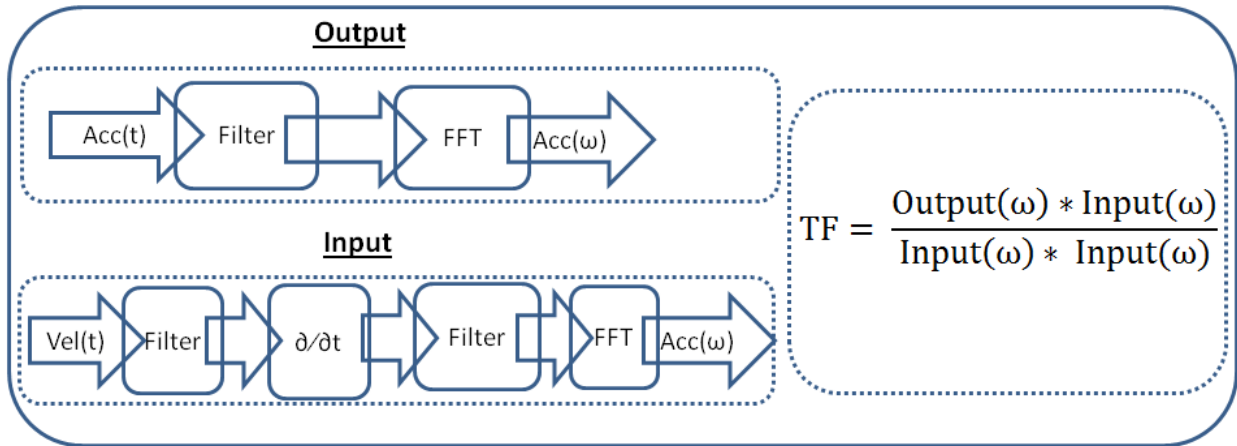 Output
Acc(t) Filter FFT Acc(ω)
Input
Vel(t) Filter ∂/∂t Filter FFT Acc(ω)
TF = Output(ω) * Input(ω)
Input(ω) * Input(ω)